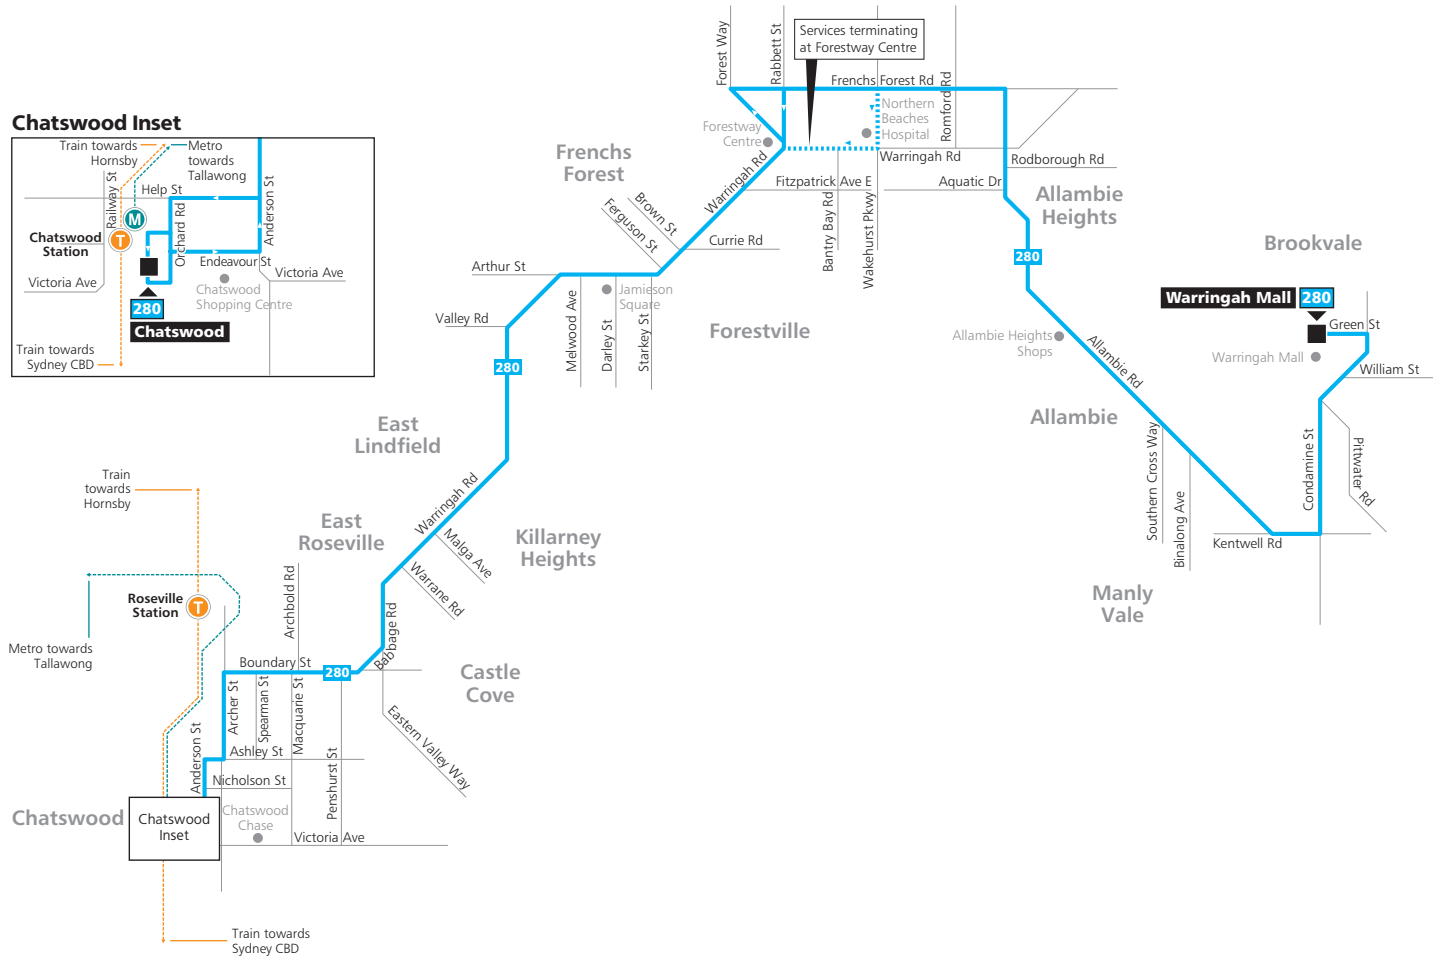 Chatswood Inset
Train towards
Hornsby
Metro
towards
Tallawong
Railway St
Help St
Orchard Rd
Anderson St
M
T
Chatswood
Station
Endeavour St
Victoria Ave
Victoria Ave
Chatswood
Shopping Centre
280
Chatswood
Train towards
Sydney CBD
Services terminating
at Forestway Centre
Forest Way
Rabbett St
Frenchs Forest Rd
Romford Rd
Northern
Beaches
Hospital
Forestway
Centre
Warringah Rd
Warringah Rd
Rodborough Rd
Fitzpatrick Ave E
Aquatic Dr
Bantry Bay Rd
Wakehurst Pkwy
Frenchs
Forest
Brown St
Ferguson St
Currie Rd
Allambie
Heights
280
Brookvale
Warringah Mall
280
Green St
Warringah Mall
William St
Arthur St
Jamieson
Square
Valley Rd
Melwood Ave
Darley St
Starkey St
Forestville
280
Allambie Heights
Shops
Allambie Rd
Allambie
Southern Cross Way
Binalong Ave
Condamine St
Pittwater Rd
Kentwell Rd
Manly
Vale
East
Lindfield
Warringah Rd
East
Roseville
Killarney
Heights
Malga Ave
Warrane Rd
Train
towards
Hornsby
Roseville
Station
T
Metro towards
Tallawong
Archbold Rd
Babbage Rd
Boundary St
280
Castle
Cove
Archer St
Spearman St
Macquarie St
Eastern Valley Way
Anderson St
Ashley St
Penshurst St
Nicholson St
Chatswood
Chatswood
Inset
Chatswood
Chase
Victoria Ave
Train towards
Sydney CBD